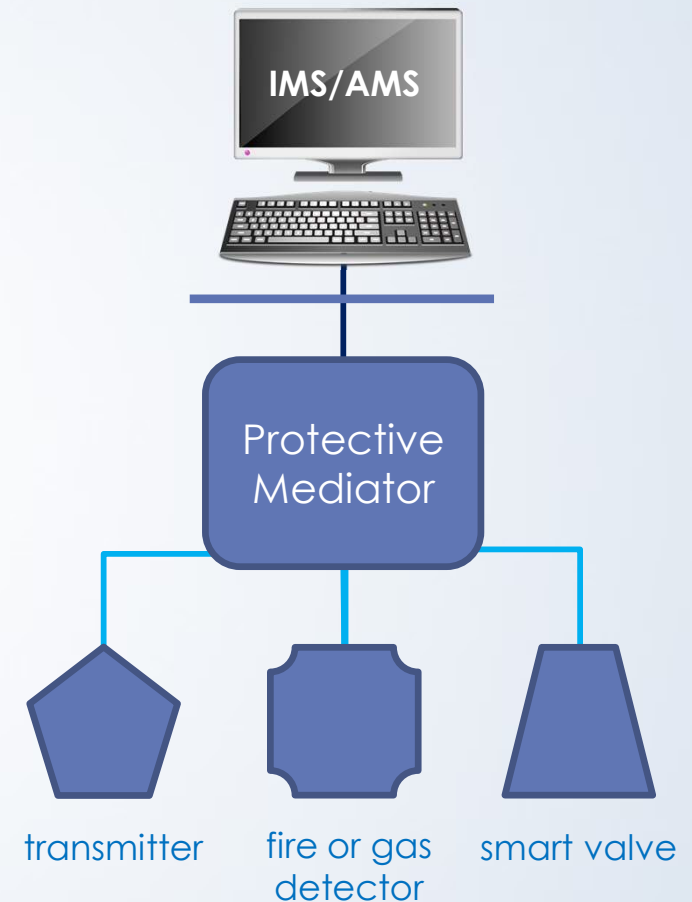 IMS/AMS
Protective
Mediator
transmitter
fire or gas
detector
smart valve